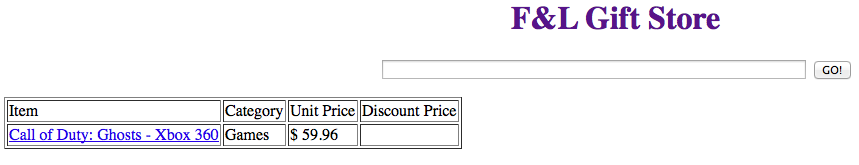 F&L Gift Store
GO!
Item Category Unit Price Discount Price
Call of Duty: Ghosts - Xbox 360 Games $ 59.96